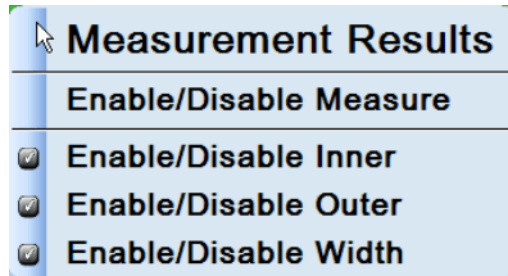 Measurement Results
Enable/Disable Measure
Enable/Disable Inner
Enable/Disable Outer
Enable/Disable Width